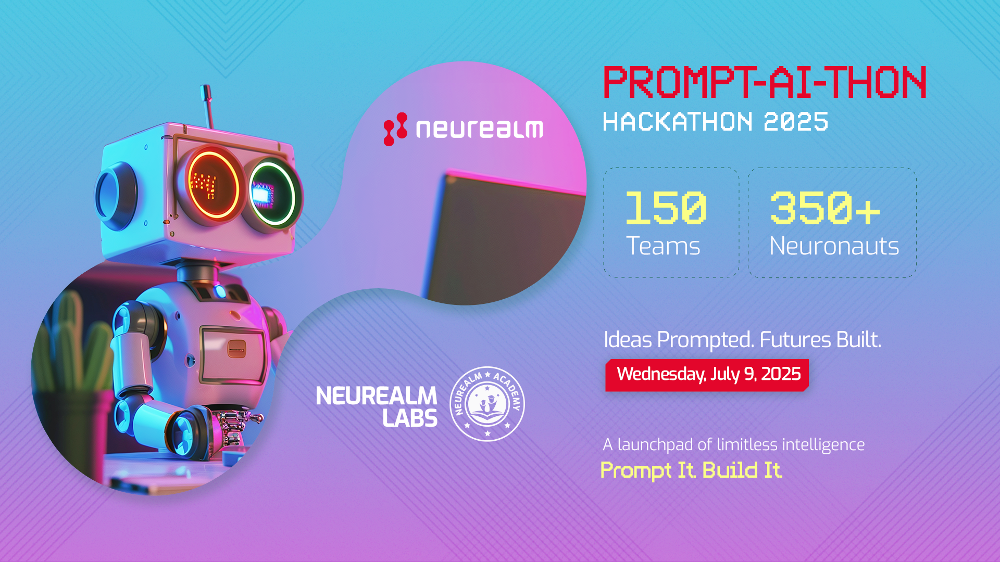 neurealm
PROMPT-AI-THON
HACKATHON 2025
150
Teams
350+
Neuronauts
Ideas Prompted. Futures Built.
Wednesday, July 9, 2025
NEUREALM
LABS
NEUREALM ★ ACADEMY
A launchpad of limitless intelligence
Prompt It. Build It.